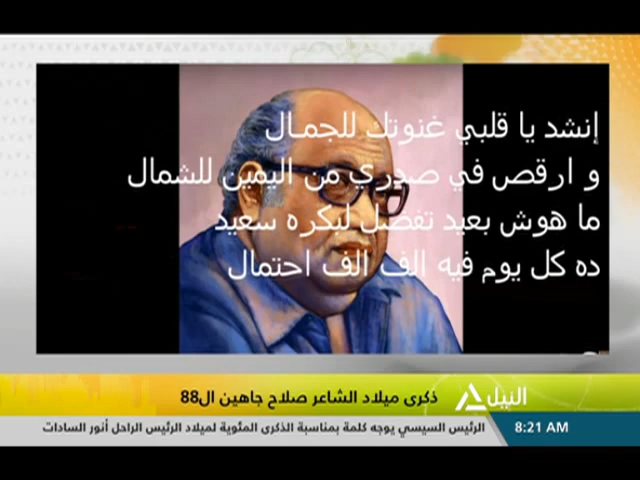 إنشد يا قلبي غنوتك للجمـال
و ارقص في صدري من اليمين للشمال
ما هوش بعيد تفضل لبكره سعيد
ده كل يوم فيه الف الف احتمال
النيل
ذكرى ميلاد الشاعر صلاح جاهين ال88
8:21 AM
الرئيس السيسي يوجه كلمة بمناسبة الذكرى المئوية لميلاد الرئيس الراحل أنور السادات